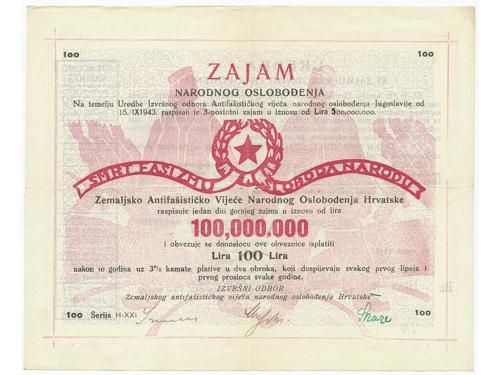 100 100
ZAJAM
NARODNOG OSLOBOĐENJA
Na temelju Uredbe Izvršnog odbora Antifašističkog vijeća narodnog oslobođenja Jugoslavije od
15./IX1943. raspisan je 3-postotni zajam u iznosu od Lira 500,000.000.
SMRT FAŠIZMU SLOBODA NARODU
Zemaljsko Antifašističko Vijeće Narodnog Oslobođenja Hrvatske
raspisuje jedan dio gornjeg zajma u iznosu od lira
100,000.000
i obvezuje se donosiocu ove obveznice isplatiti
Lira 100 Lira
nakon 10 godina uz 3% kamate plative u dva obroka, koji dospijevaju svakog prvog lipnja i
prvog prosinca svake godine.
IZVRŠNI ODBOR
Zemaljskog antifašističkog vijeća narodnog oslobođenja Hrvatske
100 Serija H-XXI 100